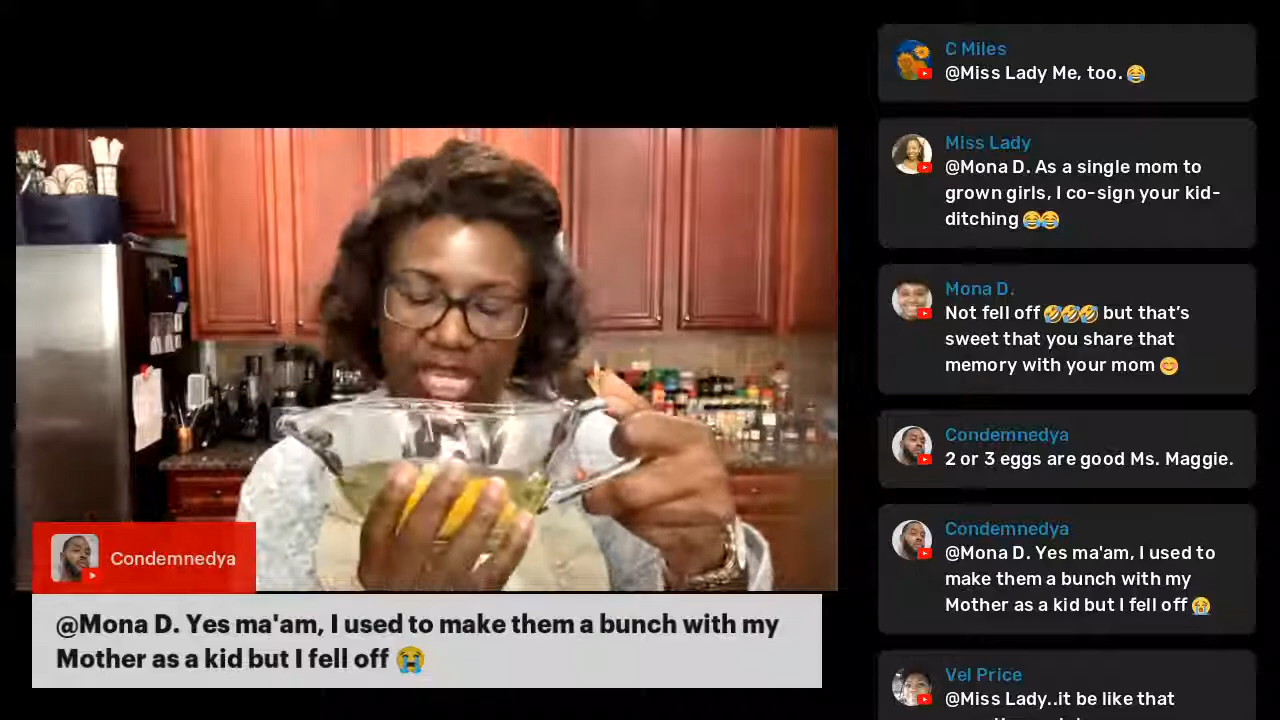 C Miles
@Miss Lady Me, too. 😂
Miss Lady
@Mona D. As a single mom to
grown girls, I co-sign your kid-
ditching 😂😂
Mona D.
Not fell off 🤣🤣🤣 but that's
sweet that you share that
memory with your mom 😊
Condemnedya
2 or 3 eggs are good Ms. Maggie.
Condemnedya
@Mona D. Yes ma'am, I used to
make them a bunch with my
Mother as a kid but I fell off 😭
Vel Price
@Miss Lady..it be like that
Condemnedya
@Mona D. Yes ma'am, I used to make them a bunch with my
Mother as a kid but I fell off 😭